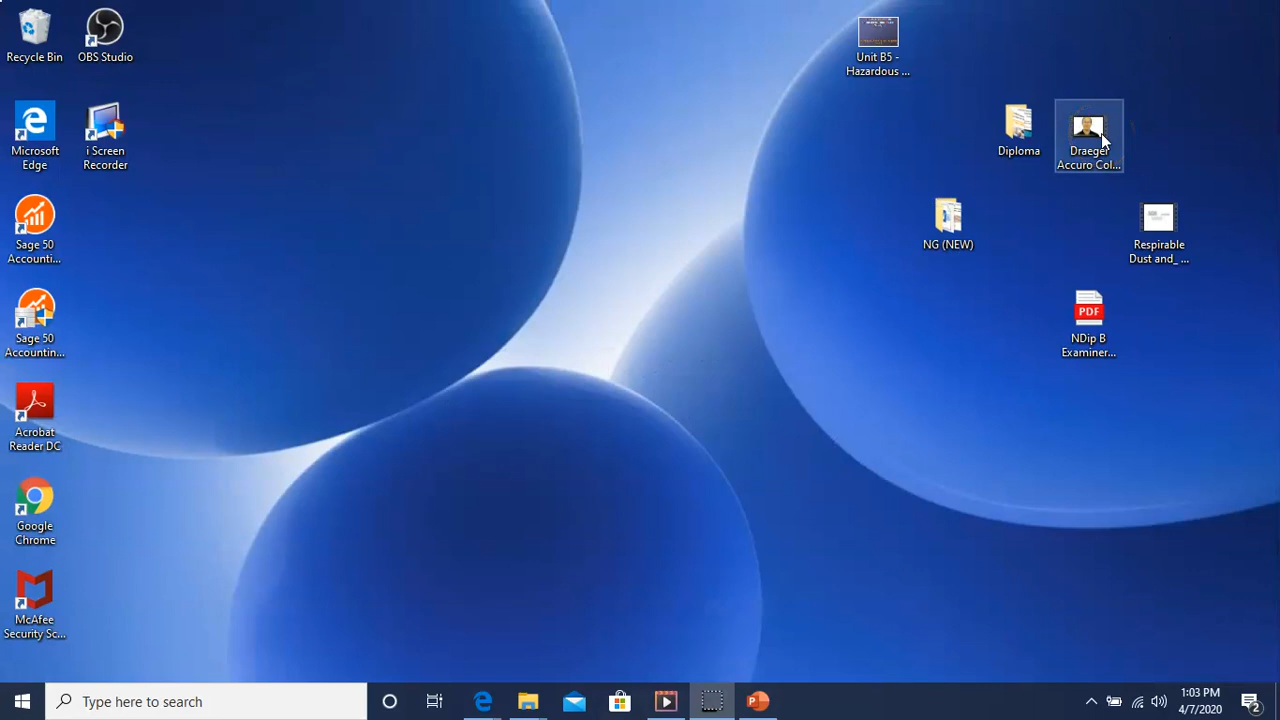 Recycle Bin
OBS Studio
Unit B5 -
Hazardous ...
Microsoft
Edge
i Screen
Recorder
Diploma
Draeger
Accuro Col...
Sage 50
Accounti...
NG (NEW)
Respirable
Dust and_ ...
Sage 50
Accountin...
PDF
NDip B
Examiner...
Acrobat
Reader DC
Google
Chrome
McAfee
Security Sc...
Type here to search
1:03 PM
4/7/2020
2